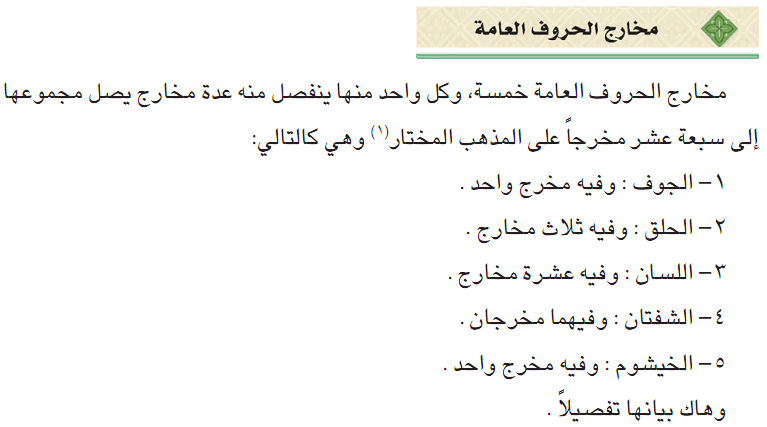 مخارج الحروف العامة
مخارج الحروف العامة خمسة، وكل واحد منها ينفصل منه عدة مخارج يصل مجموعها
إلى سبعة عشر مخرجاً على المذهب المختار(١) وهي كالتالي:
١- الجوف : وفيه مخرج واحد .
٢- الحلق : وفيه ثلاث مخارج .
٣- اللسان : وفيه عشرة مخارج .
٤- الشفتان : وفيهما مخرجان .
٥- الخيشوم : وفيه مخرج واحد .
وهاك بيانها تفصيلاً .